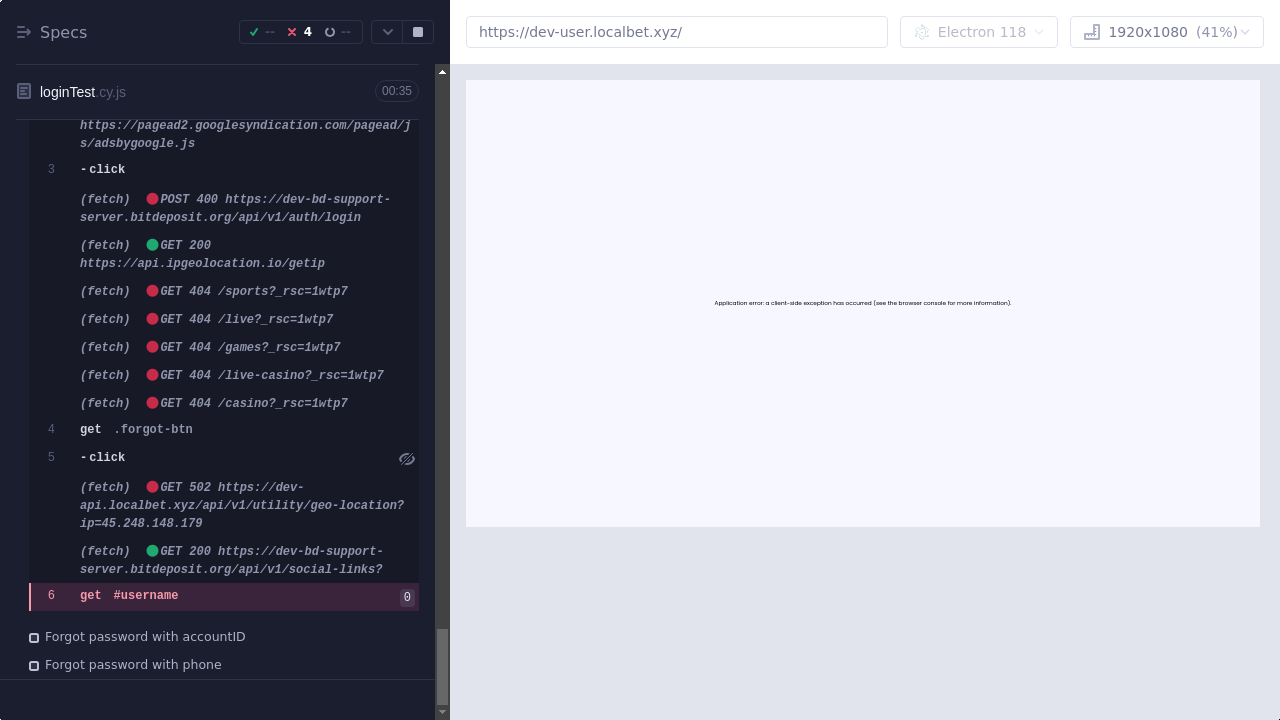 Specs
-- 4 --
https://dev-user.localbet.xyz/
Electron 118
1920x1080 (41%)
loginTest.cy.js
00:35
https://pagead2.googlesyndication.com/pagead/j
s/adsbygoogle.js
3 -click
(fetch) POST 400 https://dev-bd-support-
server.bitdeposit.org/api/v1/auth/login
(fetch) GET 200
https://api.ipgeolocation.io/getip
(fetch) GET 404 /sports?_rsc=1wtp7
(fetch) GET 404 /live?_rsc=1wtp7
(fetch) GET 404 /games?_rsc=1wtp7
(fetch) GET 404 /live-casino?_rsc=1wtp7
(fetch) GET 404 /casino?_rsc=1wtp7
4 get .forgot-btn
5 -click
(fetch) GET 502 https://dev-
api.localbet.xyz/api/v1/utility/geo-location?
ip=45.248.148.179
(fetch) GET 200 https://dev-bd-support-
server.bitdeposit.org/api/v1/social-links?
6 get #username 0
Forgot password with accountID
Forgot password with phone
Application error: a client-side exception has occurred (see the browser console for more information).